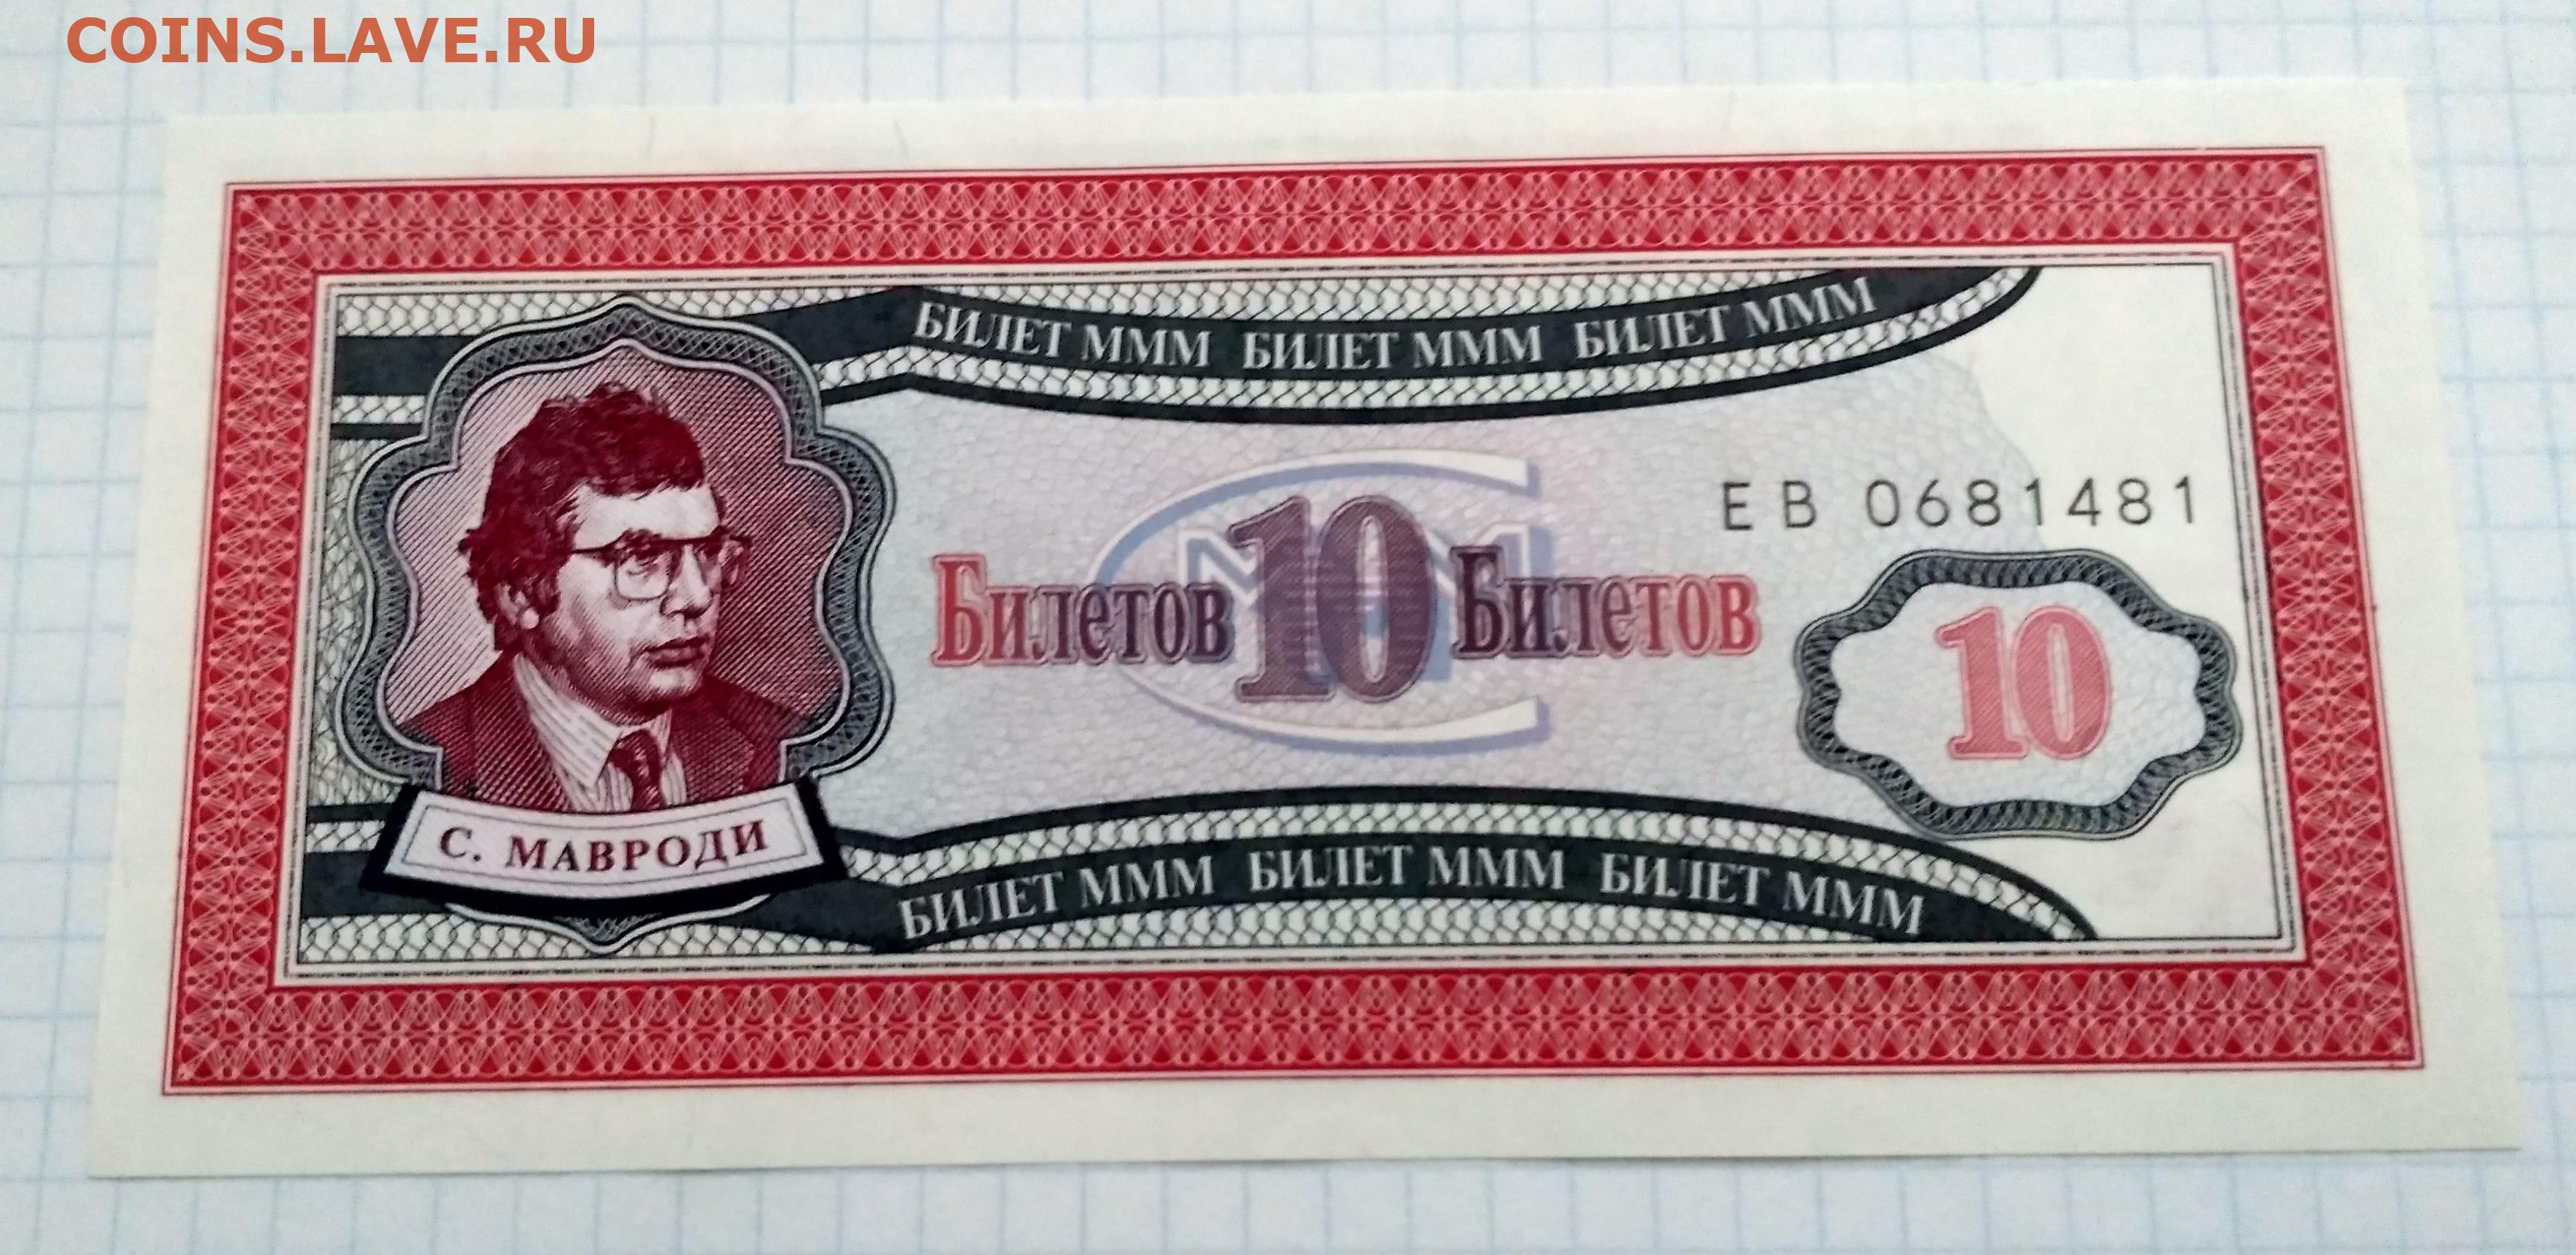 COINS.LAVE.RU
БИЛЕТ МММ БИЛЕТ МММ БИЛЕТ МММ
ЕВ 0681481
МММ
Билетов 10 Билетов
10
С. МАВРОДИ
БИЛЕТ МММ БИЛЕТ МММ БИЛЕТ МММ